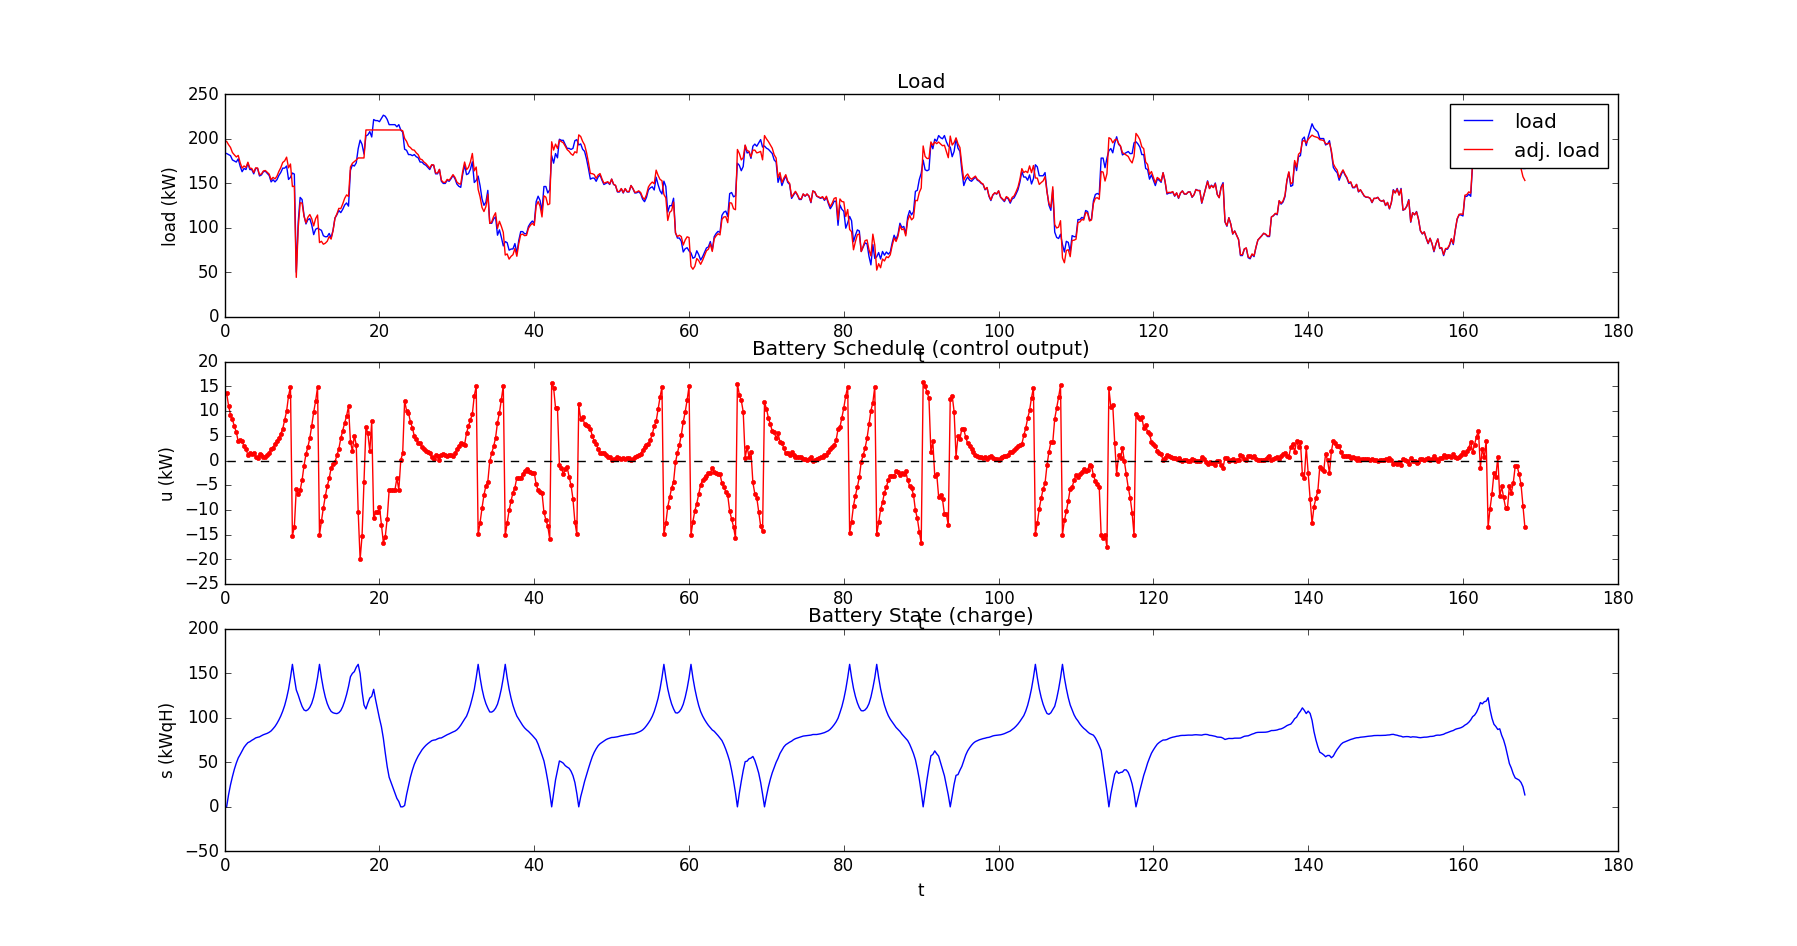 Load
load (kW)
250
200
150
100
50
0
load
adj. load
0 20 40 60 80 100 120 140 160 180
t
Battery Schedule (control output)
u (kW)
20
15
10
5
0
−5
−10
−15
−20
−25
0 20 40 60 80 100 120 140 160 180
t
Battery State (charge)
s (kWqH)
200
150
100
50
0
−50
0 20 40 60 80 100 120 140 160 180
t